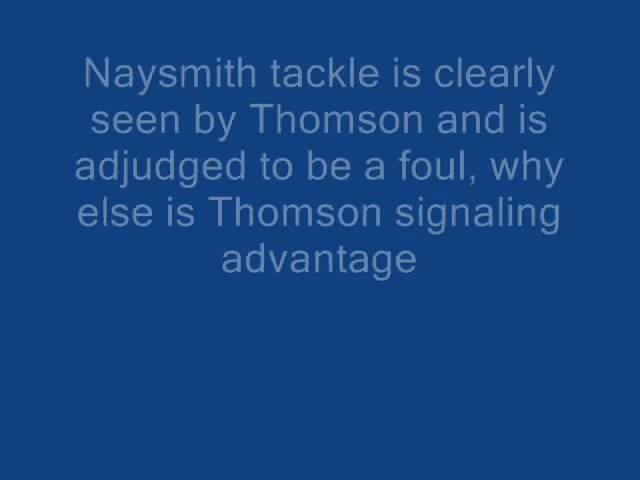 Naysmith tackle is clearly
seen by Thomson and is
adjudged to be a foul, why
else is Thomson signaling
advantage